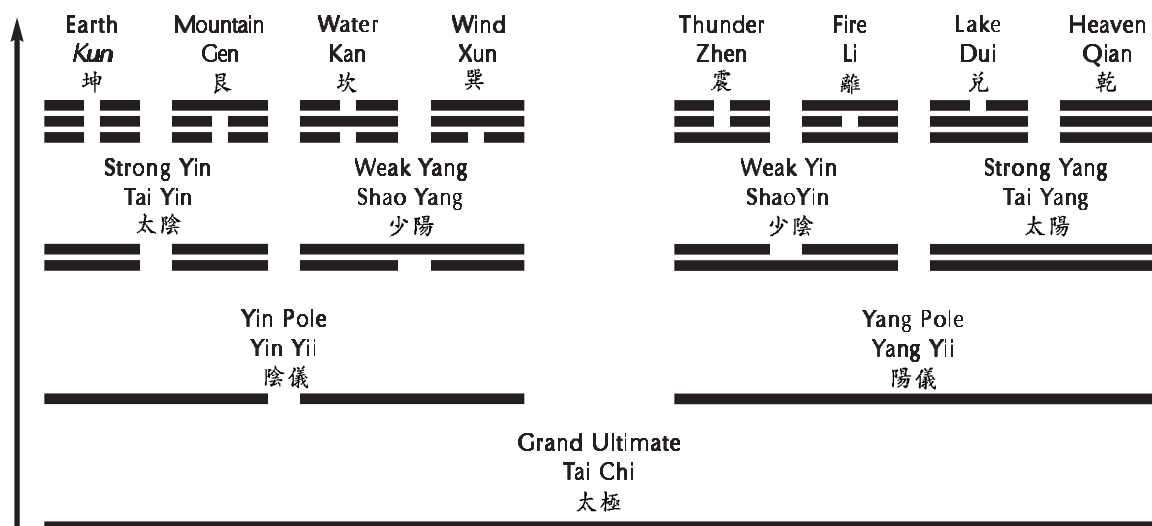 Earth
Kun
坤
Mountain
Gen
艮
Water
Kan
坎
Wind
Xun
巽
Thunder
Zhen
震
Fire
Li
離
Lake
Dui
兑
Heaven
Qian
乾
Strong Yin
Tai Yin
太陰
Weak Yang
Shao Yang
少陽
Weak Yin
ShaoYin
少陰
Strong Yang
Tai Yang
太陽
Yin Pole
Yin Yii
陰儀
Yang Pole
Yang Yii
陽儀
Grand Ultimate
Tai Chi
太極